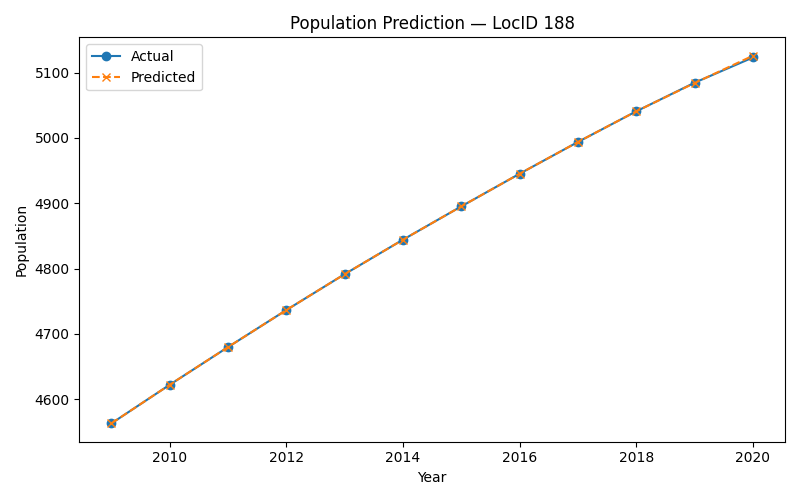 Population Prediction — LocID 188
Actual
Predicted
Population
5100
5000
4900
4800
4700
4600
2010 2012 2014 2016 2018 2020
Year